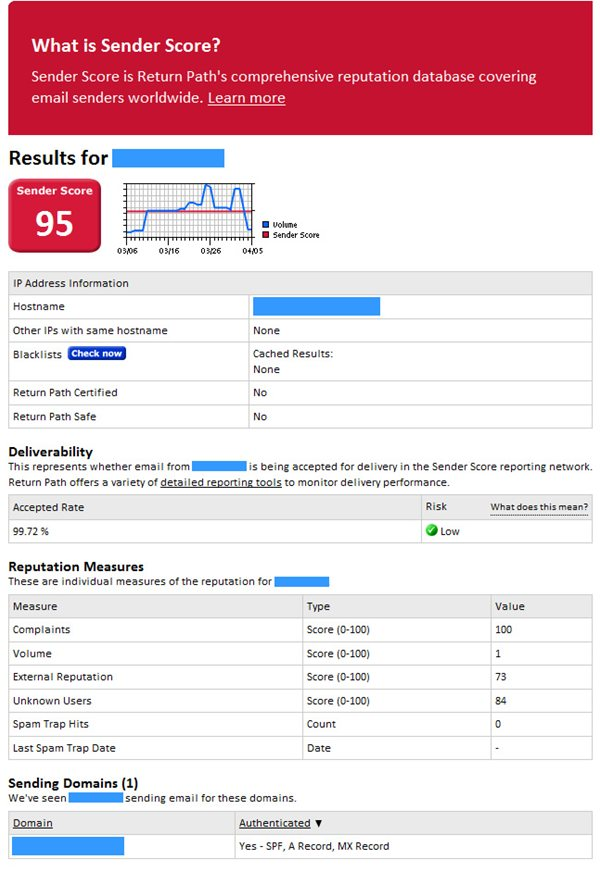 What is Sender Score?
Sender Score is Return Path's comprehensive reputation database covering
email senders worldwide. Learn more
Results for
Sender Score
95
Volume
Sender Score
03/06 03/16 03/26 04/05
IP Address Information
Hostname
Other IPs with same hostname None
Blacklists Check now Cached Results:
None
Return Path Certified No
Return Path Safe No
Deliverability
This represents whether email from is being accepted for delivery in the Sender Score reporting network.
Return Path offers a variety of detailed reporting tools to monitor delivery performance.
Accepted Rate Risk What does this mean?
99.72 % Low
Reputation Measures
These are individual measures of the reputation for
Measure Type Value
Complaints Score (0-100) 100
Volume Score (0-100) 1
External Reputation Score (0-100) 73
Unknown Users Score (0-100) 84
Spam Trap Hits Count 0
Last Spam Trap Date Date -
Sending Domains (1)
We've seen sending email for these domains.
Domain Authenticated ▼
Yes - SPF, A Record, MX Record